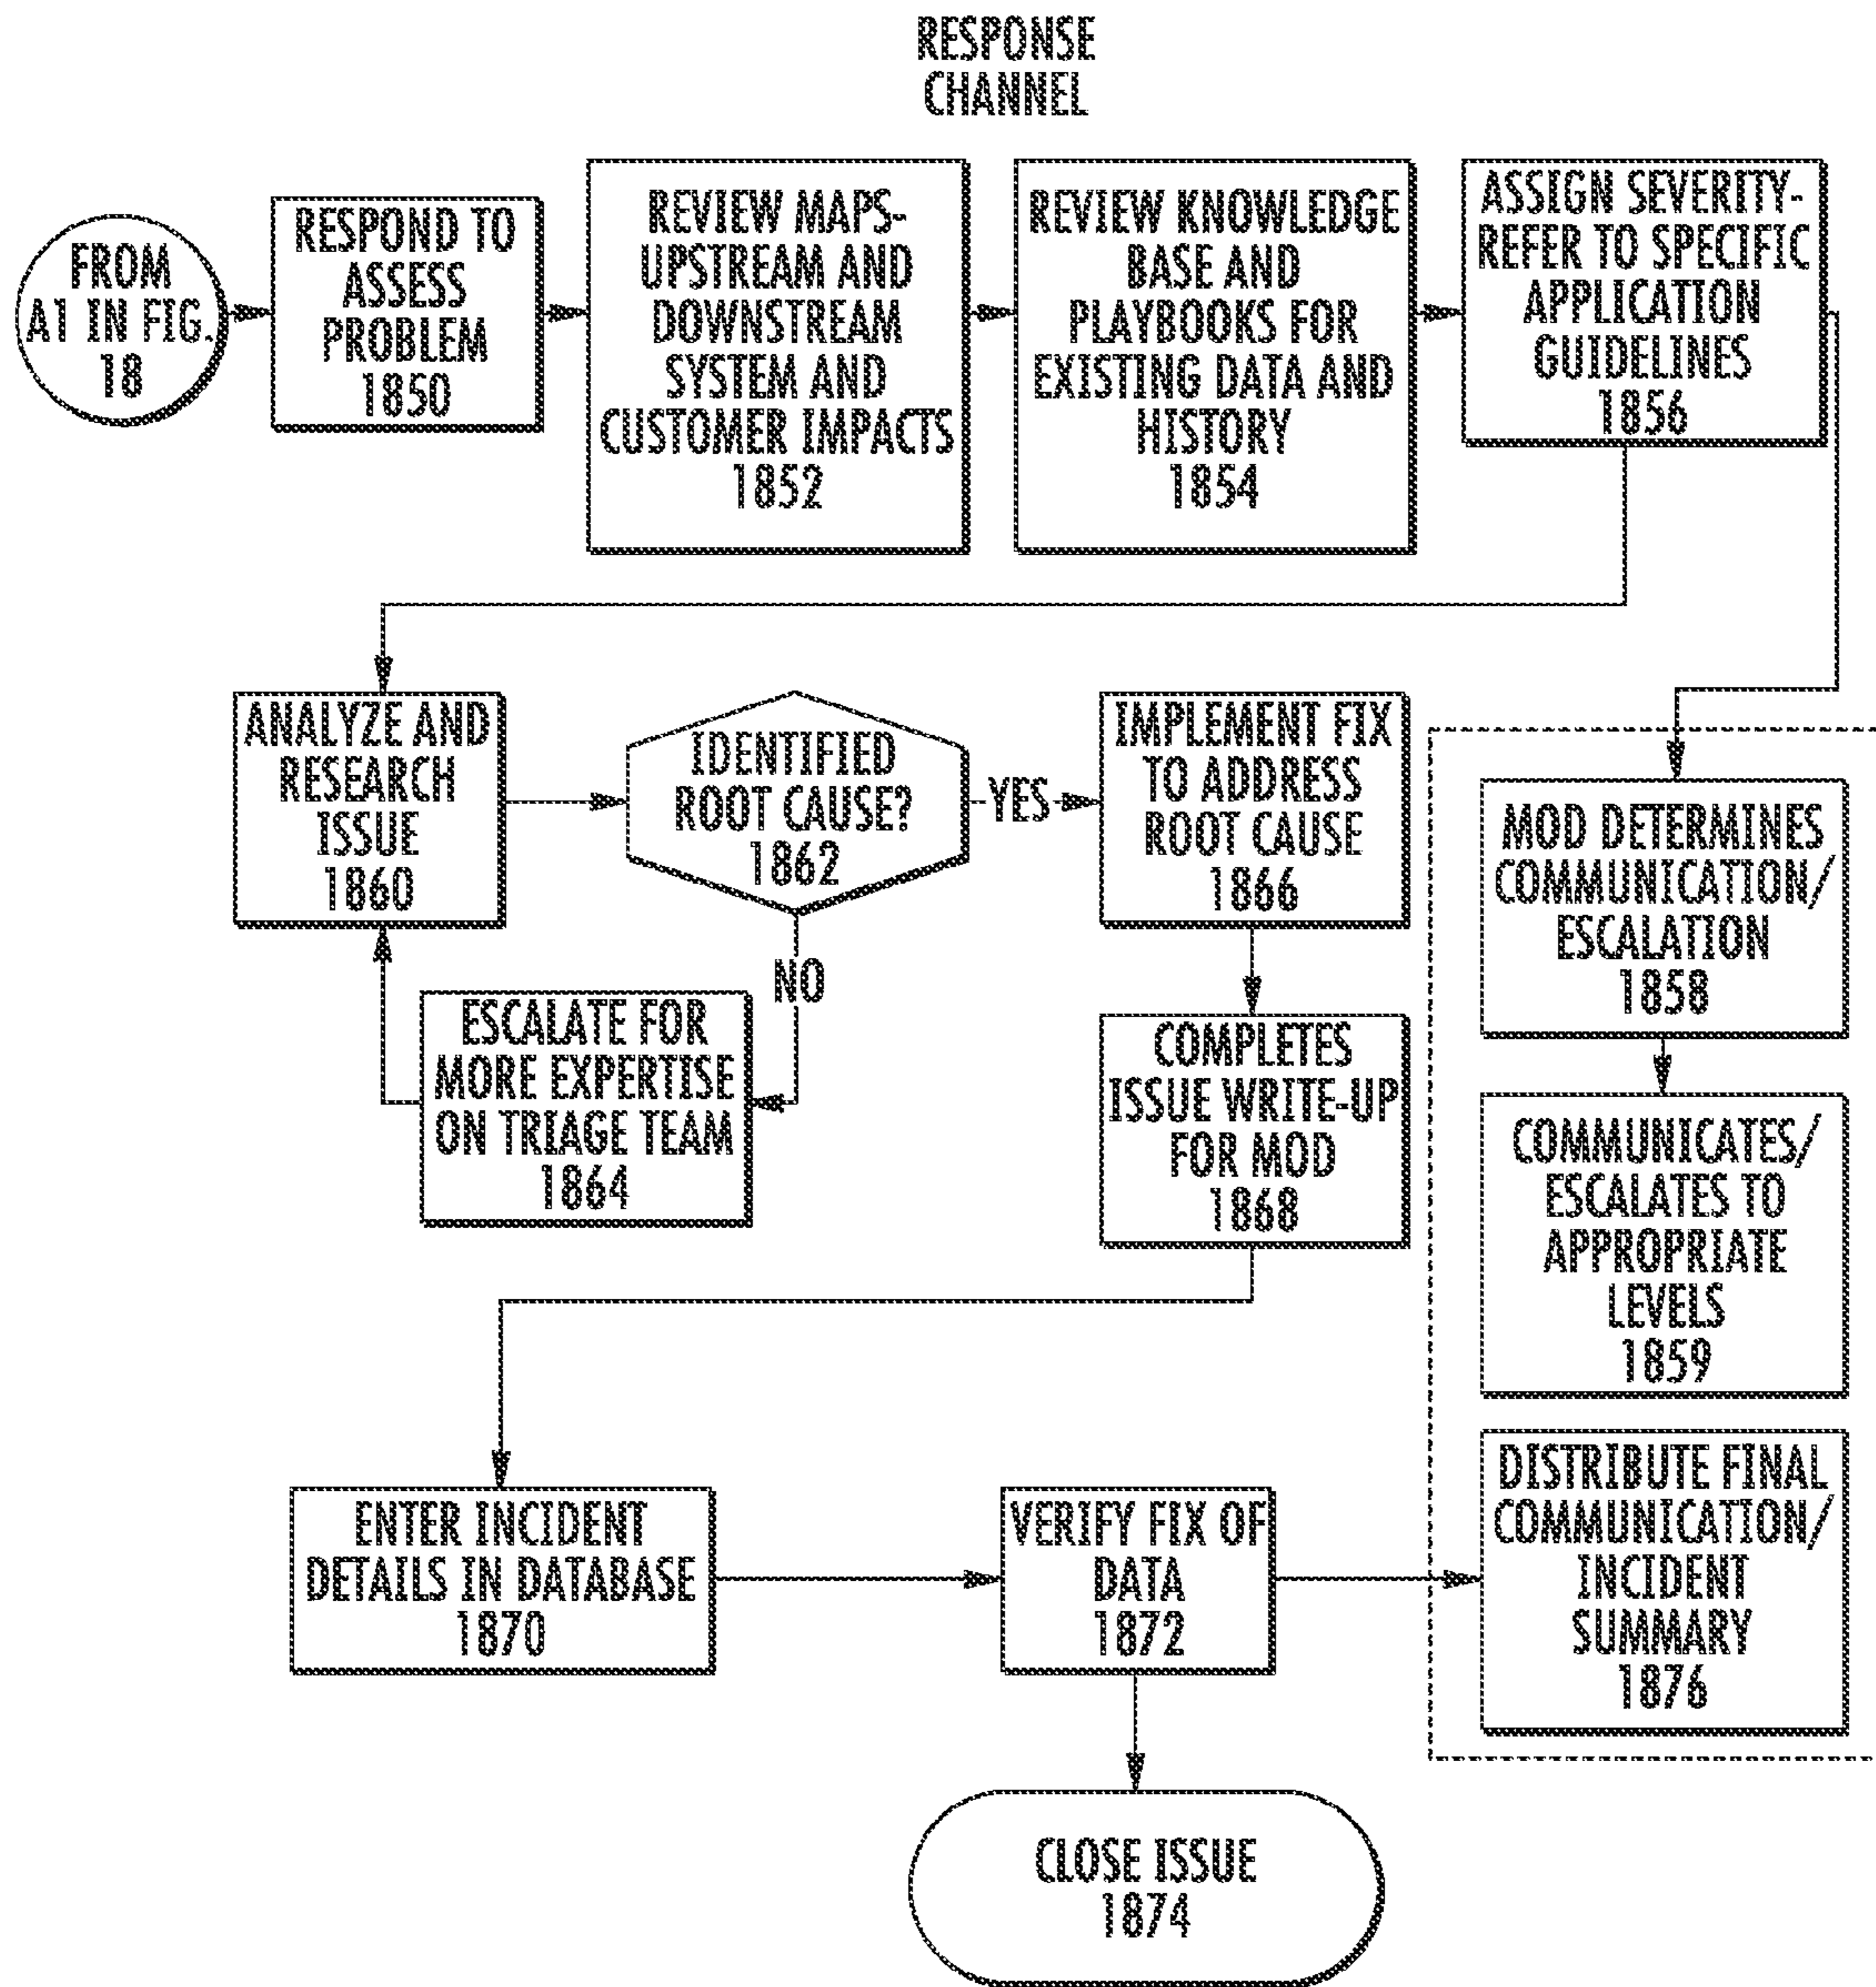 RESPONSE
CHANNEL
FROM
A1 IN FIG.
18
RESPOND TO
ASSESS
PROBLEM
1850
REVIEW MAPS-
UPSTREAM AND
DOWNSTREAM
SYSTEM AND
CUSTOMER IMPACTS
1852
REVIEW KNOWLEDGE
BASE AND
PLAYBOOKS FOR
EXISTING DATA AND
HISTORY
1854
ASSIGN SEVERITY-
REFER TO SPECIFIC
APPLICATION
GUIDELINES
1856
ANALYZE AND
RESEARCH
ISSUE
1860
IDENTIFIED
ROOT CAUSE?
1862
YES
NO
ESCALATE FOR
MORE EXPERTISE
ON TRIAGE TEAM
1864
IMPLEMENT FIX
TO ADDRESS
ROOT CAUSE
1866
COMPLETES
ISSUE WRITE-UP
FOR MOD
1868
MOD DETERMINES
COMMUNICATION/
ESCALATION
1858
COMMUNICATES/
ESCALATES TO
APPROPRIATE
LEVELS
1859
ENTER INCIDENT
DETAILS IN DATABASE
1870
VERIFY FIX OF
DATA
1872
DISTRIBUTE FINAL
COMMUNICATION/
INCIDENT
SUMMARY
1876
CLOSE ISSUE
1874